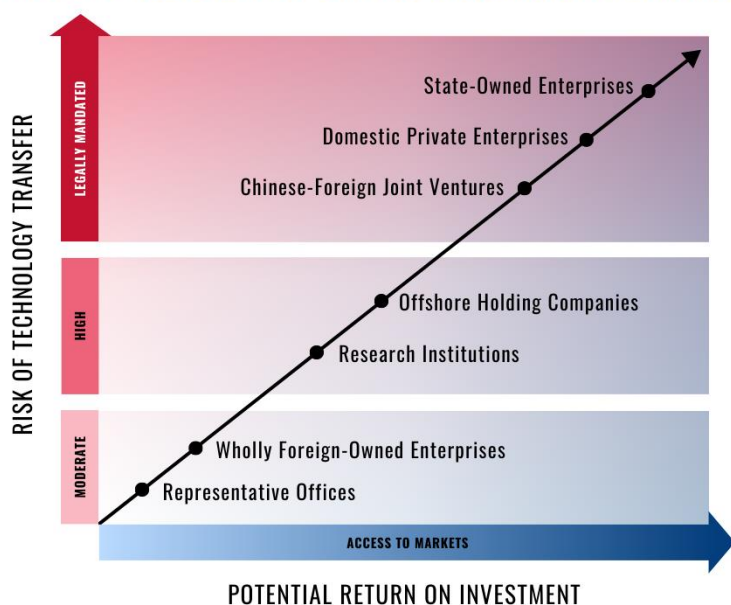 RISK OF TECHNOLOGY TRANSFER
LEGALLY MANDATED
State-Owned Enterprises
Domestic Private Enterprises
Chinese-Foreign Joint Ventures
HIGH
Offshore Holding Companies
Research Institutions
MODERATE
Wholly Foreign-Owned Enterprises
Representative Offices
ACCESS TO MARKETS
POTENTIAL RETURN ON INVESTMENT